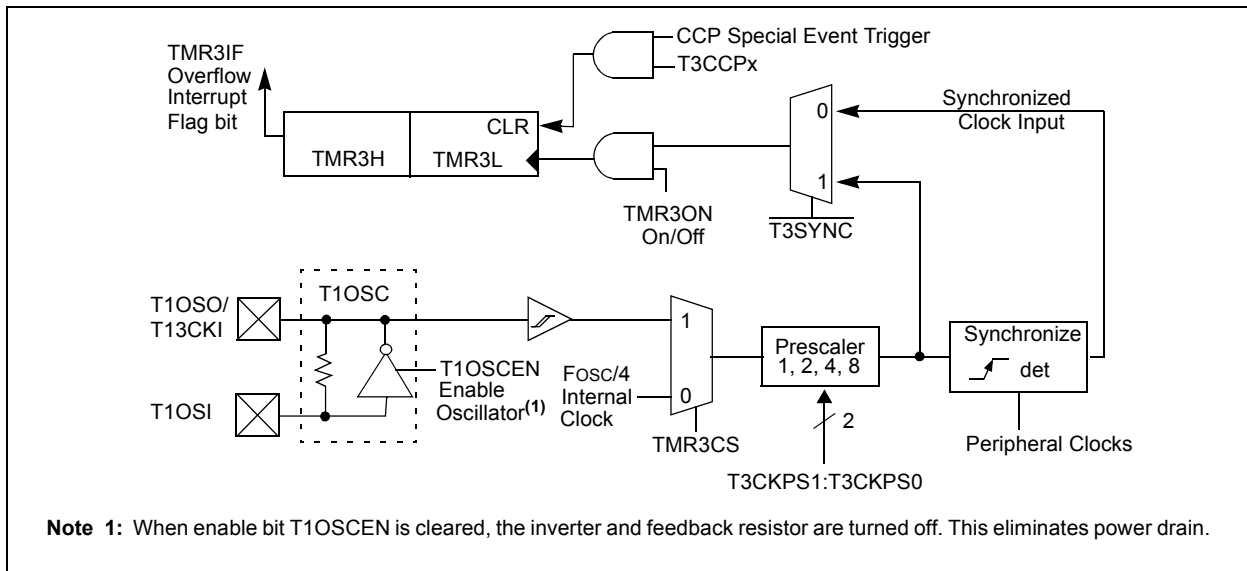 TMR3IF
Overflow
Interrupt
Flag bit
CCP Special Event Trigger
T3CCPx
CLR
TMR3H
TMR3L
TMR3ON
On/Off
0
1
T3SYNC
Synchronized
Clock Input
T1OSC
T1OSO/
T13CKI
T1OSI
T1OSCEN
Enable
Oscillator(1)
FOSC/4
Internal
Clock
1
0
TMR3CS
Prescaler
1, 2, 4, 8
2
T3CKPS1:T3CKPS0
Synchronize
det
Peripheral Clocks
Note 1: When enable bit T1OSCEN is cleared, the inverter and feedback resistor are turned off. This eliminates power drain.